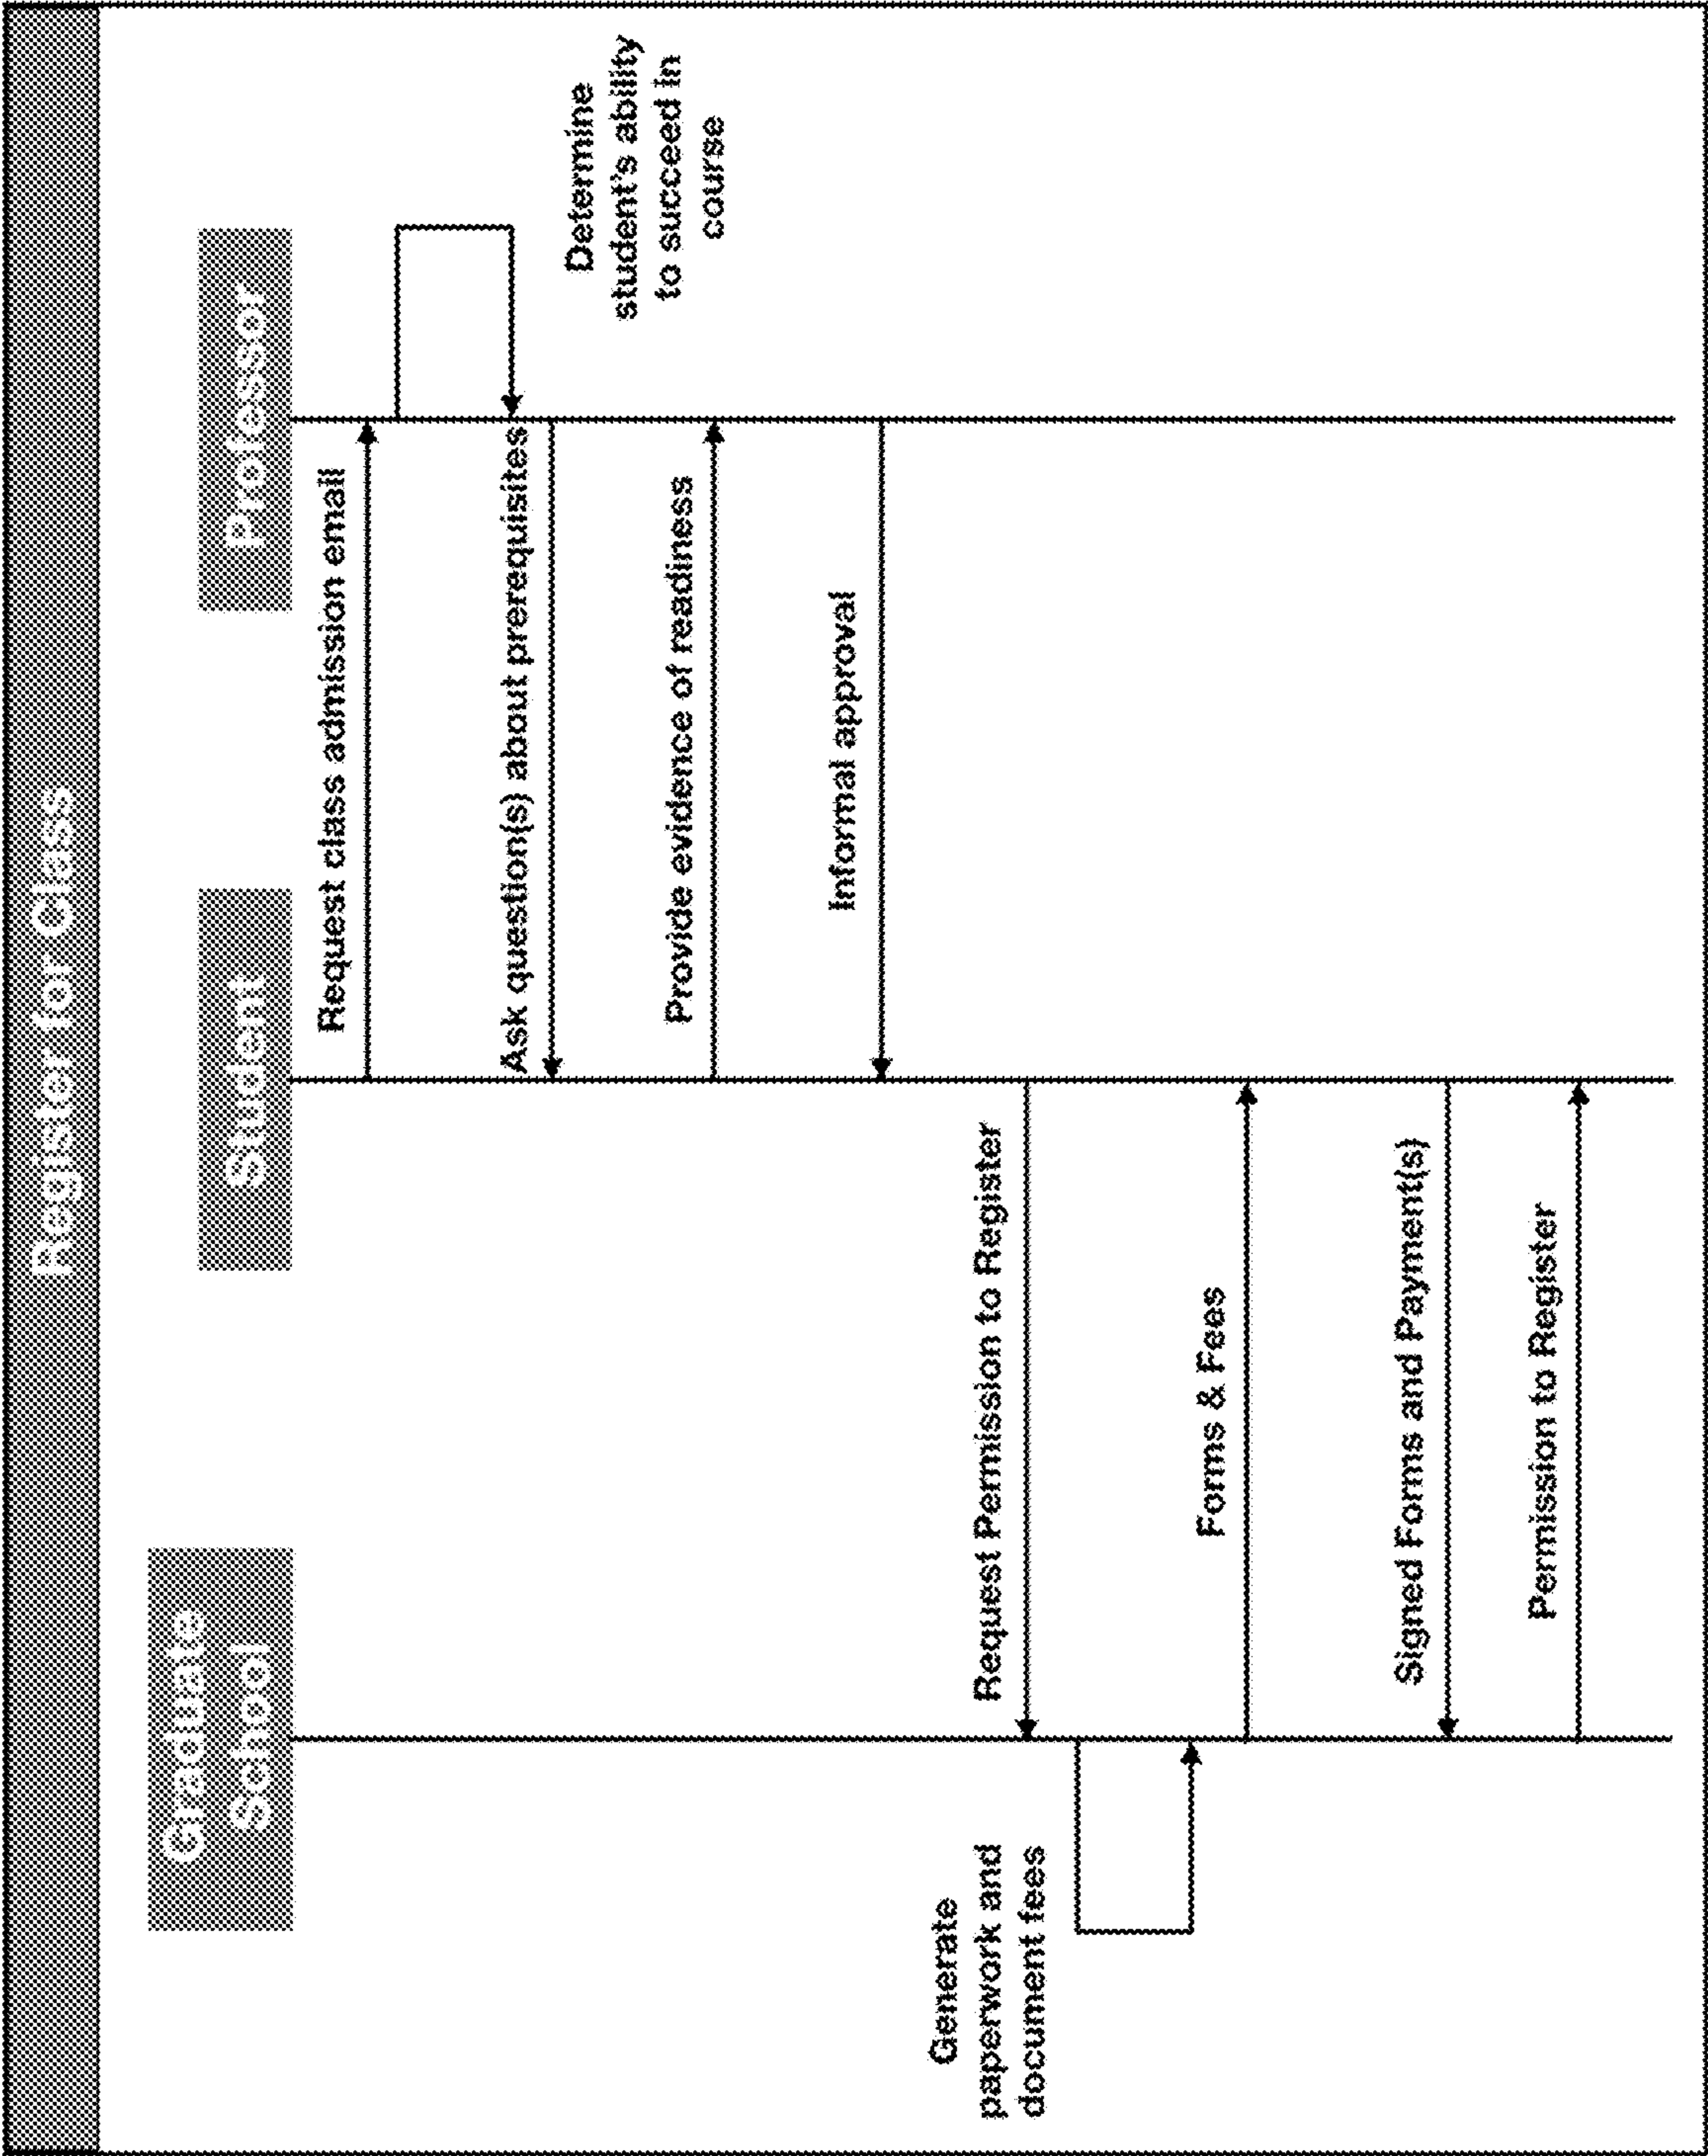 Register for Class
Graduate
School
Student
Professor
Request class admission email
Determine
student's ability
to succeed in
course
Ask question(s) about prerequisites
Provide evidence of readiness
Informal approval
Request Permission to Register
Generate
paperwork and
document fees
Forms & Fees
Signed Forms and Payment(s)
Permission to Register